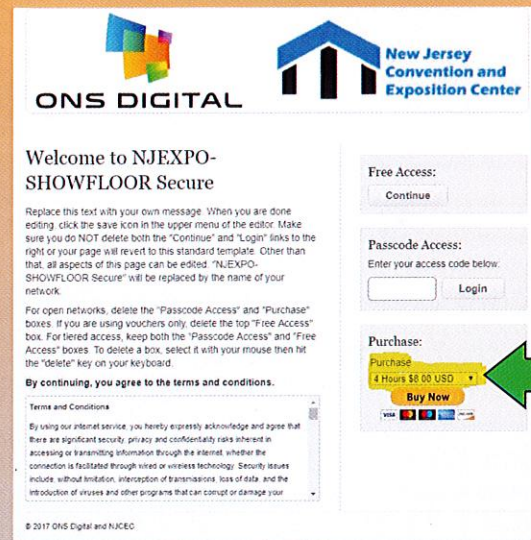 ONS DIGITAL
New Jersey
Convention and
Exposition Center
Welcome to NJEXPO-
SHOWFLOOR Secure
Replace this text with your own message. When you are done
editing, click the save icon in the upper menu of the editor. Make
sure you do NOT delete both the "Continue" and "Login" links to the
right or your page will revert to this standard template. Other than
that, all aspects of this page can be edited. "NJEXPO-
SHOWFLOOR Secure" will be replaced by the name of your
network.
For open networks, delete the "Passcode Access" and "Purchase"
boxes. If you are using vouchers only, delete the top "Free Access"
box. For tiered access, keep both the "Passcode Access" and "Free
Access" boxes. To delete a box, select it with your mouse then hit
the "delete" key on your keyboard.
By continuing, you agree to the terms and conditions.
Terms and Conditions
By using our internet service, you hereby expressly acknowledge and agree that
there are significant security, privacy and confidentiality risks inherent in
accessing or transmitting information through the internet, whether the
connection is facilitated through wired or wireless technology. Security issues
include, without limitation, interception of transmissions, loss of data, and the
introduction of viruses and other programs that can corrupt or damage your
Free Access:
Continue
Passcode Access:
Enter your access code below:
Login
Purchase:
Purchase
4 Hours $8.00 USD
Buy Now
VISA
© 2017 ONS Digital and NJCEC